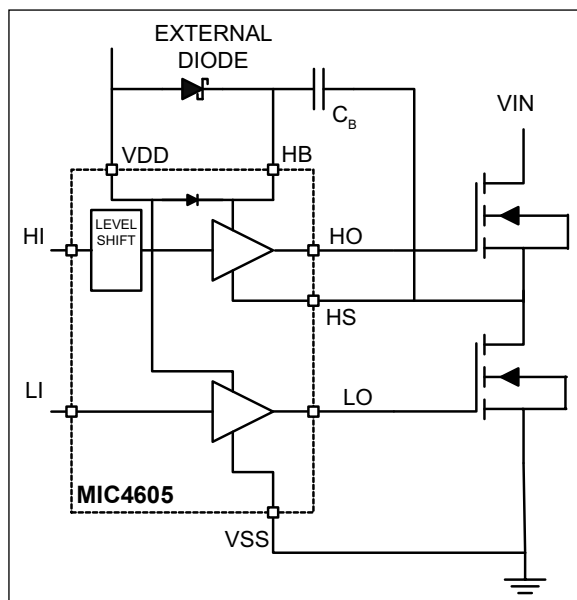 EXTERNAL
DIODE
C_B
VIN
VDD
HB
LEVEL
SHIFT
HI
HO
HS
LI
LO
MIC4605
VSS